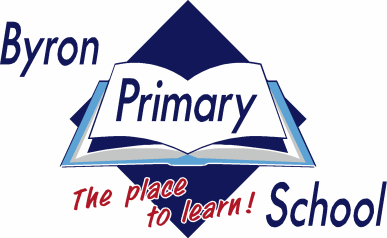 Byron
Primary
The place
to learn!
School